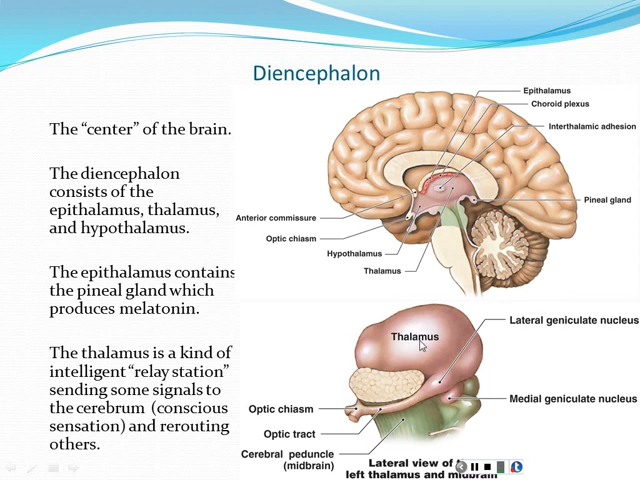 Diencephalon
The “center” of the brain.
The diencephalon
consists of the
epithalamus, thalamus,
and hypothalamus.
The epithalamus contains
the pineal gland which
produces melatonin.
The thalamus is a kind of
intelligent “relay station”
sending some signals to
the cerebrum (conscious
sensation) and rerouting
others.
Epithalamus
Choroid plexus
Interthalamic adhesion
Pineal gland
Anterior commissure
Optic chiasm
Hypothalamus
Thalamus
Thalamus
Lateral geniculate nucleus
Medial geniculate nucleus
Optic chiasm
Optic tract
Cerebral peduncle
(midbrain)
Lateral view of
left thalamus and midbrain